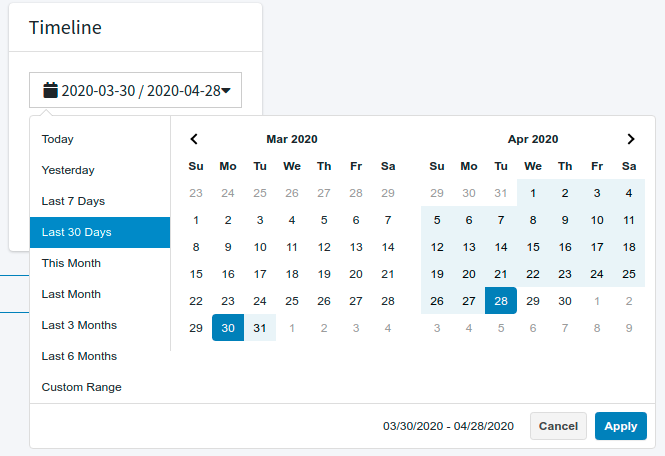 Timeline
2020-03-30 / 2020-04-28
Today
Yesterday
Last 7 Days
Last 30 Days
This Month
Last Month
Last 3 Months
Last 6 Months
Custom Range
Mar 2020
Su Mo Tu We Th Fr Sa
23 24 25 26 27 28 29
1 2 3 4 5 6 7
8 9 10 11 12 13 14
15 16 17 18 19 20 21
22 23 24 25 26 27 28
29 30 31 1 2 3 4
Apr 2020
Su Mo Tu We Th Fr Sa
29 30 31 1 2 3 4
5 6 7 8 9 10 11
12 13 14 15 16 17 18
19 20 21 22 23 24 25
26 27 28 29 30 1 2
3 4 5 6 7 8 9
03/30/2020 - 04/28/2020
Cancel
Apply